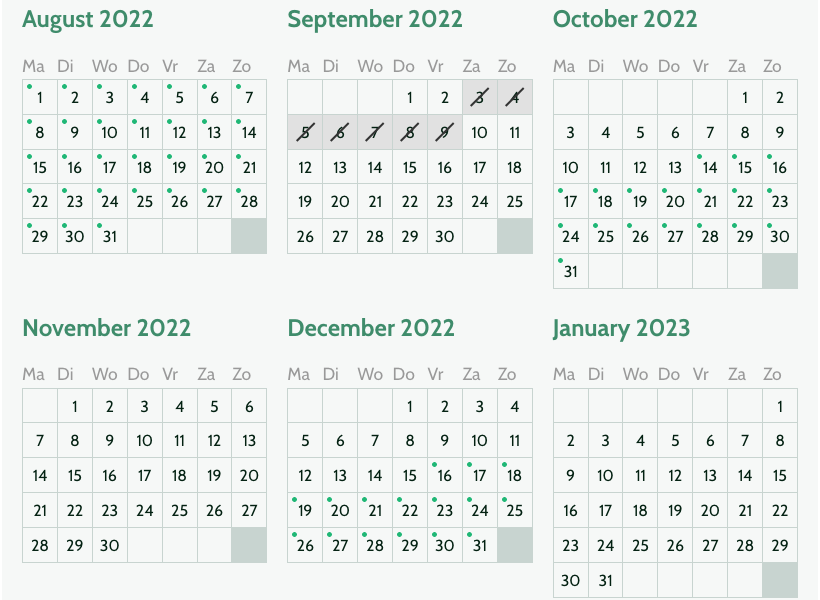 August 2022
Ma Di Wo Do Vr Za Zo
1 2 3 4 5 6 7
8 9 10 11 12 13 14
15 16 17 18 19 20 21
22 23 24 25 26 27 28
29 30 31
September 2022
Ma Di Wo Do Vr Za Zo
1 2 3 4
5 6 7 8 9 10 11
12 13 14 15 16 17 18
19 20 21 22 23 24 25
26 27 28 29 30
October 2022
Ma Di Wo Do Vr Za Zo
1 2
3 4 5 6 7 8 9
10 11 12 13 14 15 16
17 18 19 20 21 22 23
24 25 26 27 28 29 30
31
November 2022
Ma Di Wo Do Vr Za Zo
1 2 3 4 5 6
7 8 9 10 11 12 13
14 15 16 17 18 19 20
21 22 23 24 25 26 27
28 29 30
December 2022
Ma Di Wo Do Vr Za Zo
1 2 3 4
5 6 7 8 9 10 11
12 13 14 15 16 17 18
19 20 21 22 23 24 25
26 27 28 29 30 31
January 2023
Ma Di Wo Do Vr Za Zo
1
2 3 4 5 6 7 8
9 10 11 12 13 14 15
16 17 18 19 20 21 22
23 24 25 26 27 28 29
30 31